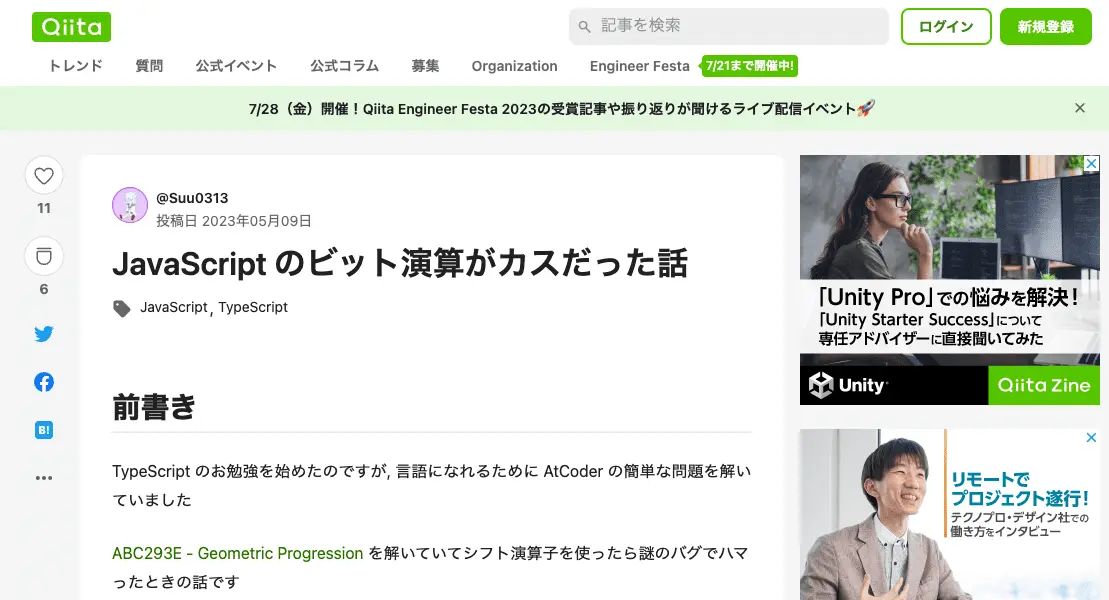 Qiita
記事を検索
ログイン
新規登録
トレンド 質問 公式イベント 公式コラム 募集 Organization Engineer Festa 7/21まで開催中!
7/28（金）開催！Qiita Engineer Festa 2023の受賞記事や振り返りが聞けるライブ配信イベント🚀
11
6
B!
@Suu0313
投稿日 2023年05月09日
JavaScript のビット演算がカスだった話
JavaScript, TypeScript
前書き
TypeScript のお勉強を始めたのですが, 言語になれるために AtCoder の簡単な問題を解い
ていました
ABC293E - Geometric Progression を解いていてシフト演算子を使ったら謎のバグでハマ
ったときの話です
「Unity Pro」での悩みを解決！
「Unity Starter Success」について
専任アドバイザーに直接聞いてみた
Unity
Qiita Zine
リモートで
プロジェクト遂行！
テクノプロ・デザイン社での
働き方をインタビュー